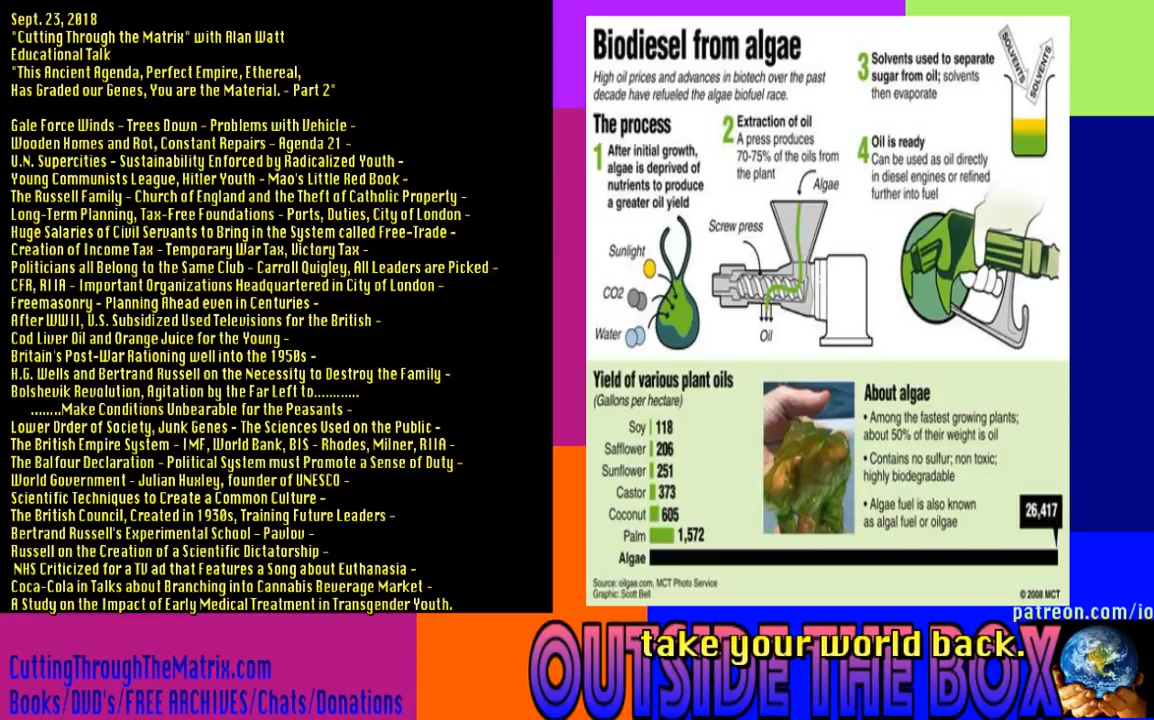 Sept. 23, 2018
"Cutting Through the Matrix" with Alan Watt
Educational Talk
"This Ancient Agenda, Perfect Empire, Ethereal,
Has Graded our Genes, You are the Material. - Part 2"
Gale Force Winds - Trees Down - Problems with Vehicle -
Wooden Homes and Rot, Constant Repairs - Agenda 21 -
U.N. Supercities - Sustainability Enforced by Radicalized Youth -
Young Communists League, Hitler Youth - Mao's Little Red Book -
The Russell Family - Church of England and the Theft of Catholic Property -
Long-Term Planning, Tax-Free Foundations - Ports, Duties, City of London -
Huge Salaries of Civil Servants to Bring in the System called Free-Trade -
Creation of Income Tax - Temporary War Tax, Victory Tax -
Politicians all Belong to the Same Club - Carroll Quigley, All Leaders are Picked -
CFR, RIIA - Important Organizations Headquartered in City of London -
Freemasonry - Planning Ahead even in Centuries -
After WWII, U.S. Subsidized Used Televisions for the British -
Cod Liver Oil and Orange Juice for the Young -
Britain's Post-War Rationing well into the 1950s -
H.G. Wells and Bertrand Russell on the Necessity to Destroy the Family -
Bolshevik Revolution, Agitation by the Far Left to............
........Make Conditions Unbearable for the Peasants -
Lower Order of Society, Junk Genes - The Sciences Used on the Public -
The British Empire System - IMF, World Bank, BIS - Rhodes, Milner, RIIA -
The Balfour Declaration - Political System must Promote a Sense of Duty -
World Government - Julian Huxley, founder of UNESCO -
Scientific Techniques to Create a Common Culture -
The British Council, Created in 1930s, Training Future Leaders -
Bertrand Russell's Experimental School - Pavlov -
Russell on the Creation of a Scientific Dictatorship -
NHS Criticized for a TV ad that Features a Song about Euthanasia -
Coca-Cola in Talks about Branching into Cannabis Beverage Market -
A Study on the Impact of Early Medical Treatment in Transgender Youth.
CuttingThroughTheMatrix.com
Books/DVD's/FREE ARCHIVES/Chats/Donations
Biodiesel from algae
High oil prices and advances in biotech over the past
decade have refueled the algae biofuel race.
The process
1 After initial growth,
algae is deprived of
nutrients to produce
a greater oil yield
Sunlight
CO2
Water
2 Extraction of oil
A press produces
70-75% of the oils from
the plant
Algae
Screw press
Oil
3 Solvents used to separate
sugar from oil; solvents
then evaporate
SOLVENTS
SOLVENTS
4 Oil is ready
Can be used as oil directly
in diesel engines or refined
further into fuel
Yield of various plant oils
(Gallons per hectare)
Soy 118
Safflower 206
Sunflower 251
Castor 373
Coconut 605
Palm 1,572
Algae 26,417
About algae
• Among the fastest growing plants;
about 50% of their weight is oil
• Contains no sulfur; non toxic;
highly biodegradable
• Algae fuel is also known
as algal fuel or oilgae
Source: oilgae.com, MCT Photo Service
Graphic: Scott Bell
© 2008 MCT
patreon.com/io
OUTSIDE THE BOX
take your world back.